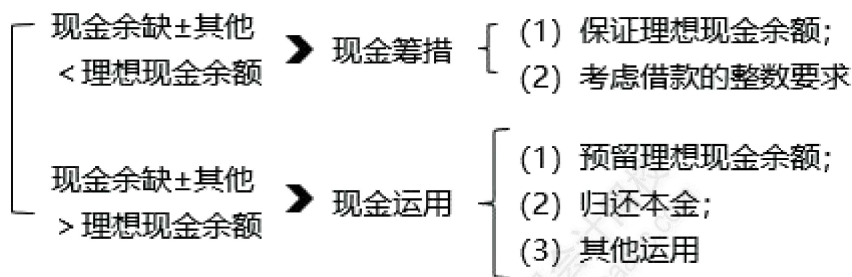 现金余缺±其他
<理想现金余额
现金筹措
(1) 保证理想现金余额;
(2) 考虑借款的整数要求
现金余缺±其他
>理想现金余额
现金运用
(1) 预留理想现金余额;
(2) 归还本金;
(3) 其他运用